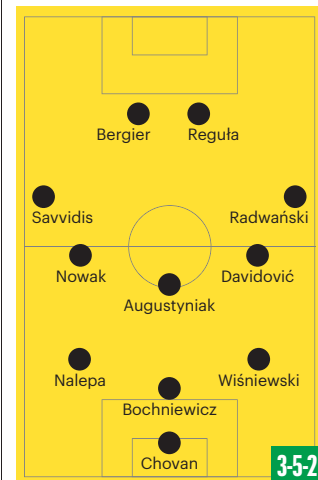 Bergier Reguła
Savvidis Radwański
Nowak Davidović
Augustyniak
Nalepa Wiśniewski
Bochniewicz
Chovan
3-5-2